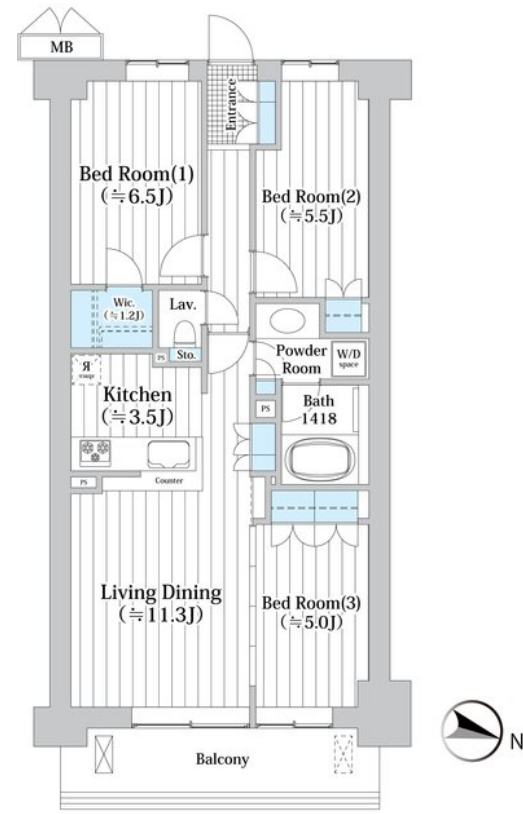 MB
Entrance
Bed Room(1)
(≒6.5J)
Bed Room(2)
(≒5.5J)
Wic.
(≒1.2J)
Lav.
Sto.
PS
Powder
Room
W/D
space
R
space
Kitchen
(≒3.5J)
PS
Bath
1418
PS
Counter
Living Dining
(≒11.3J)
Bed Room(3)
(≒5.0J)
Balcony
N